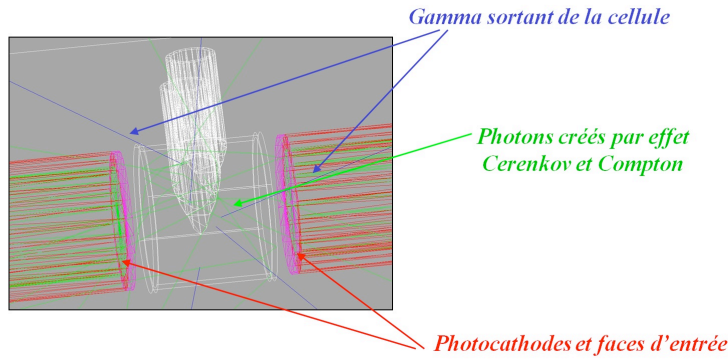 Gamma sortant de la cellule
Photons créés par effet
Cerenkov et Compton
Photocathodes et faces d'entrée